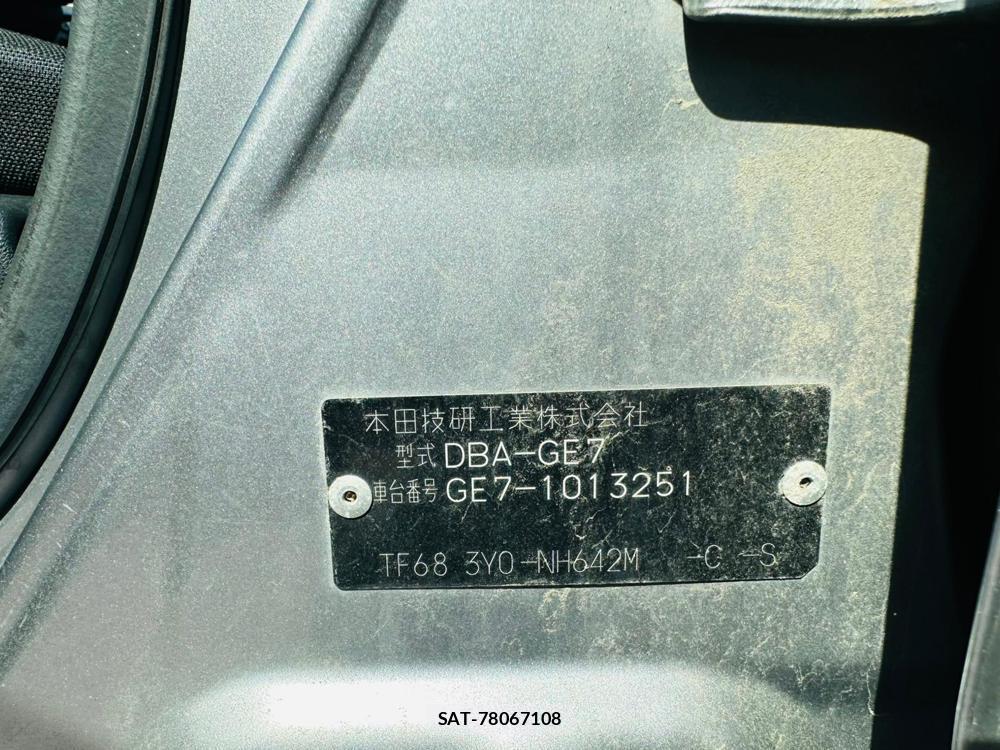 本田技研工業株式会社
型式 DBA-GE7
車台番号 GE7-1013251
TF68 3Y0-NH642M -C -S
SAT-78067108